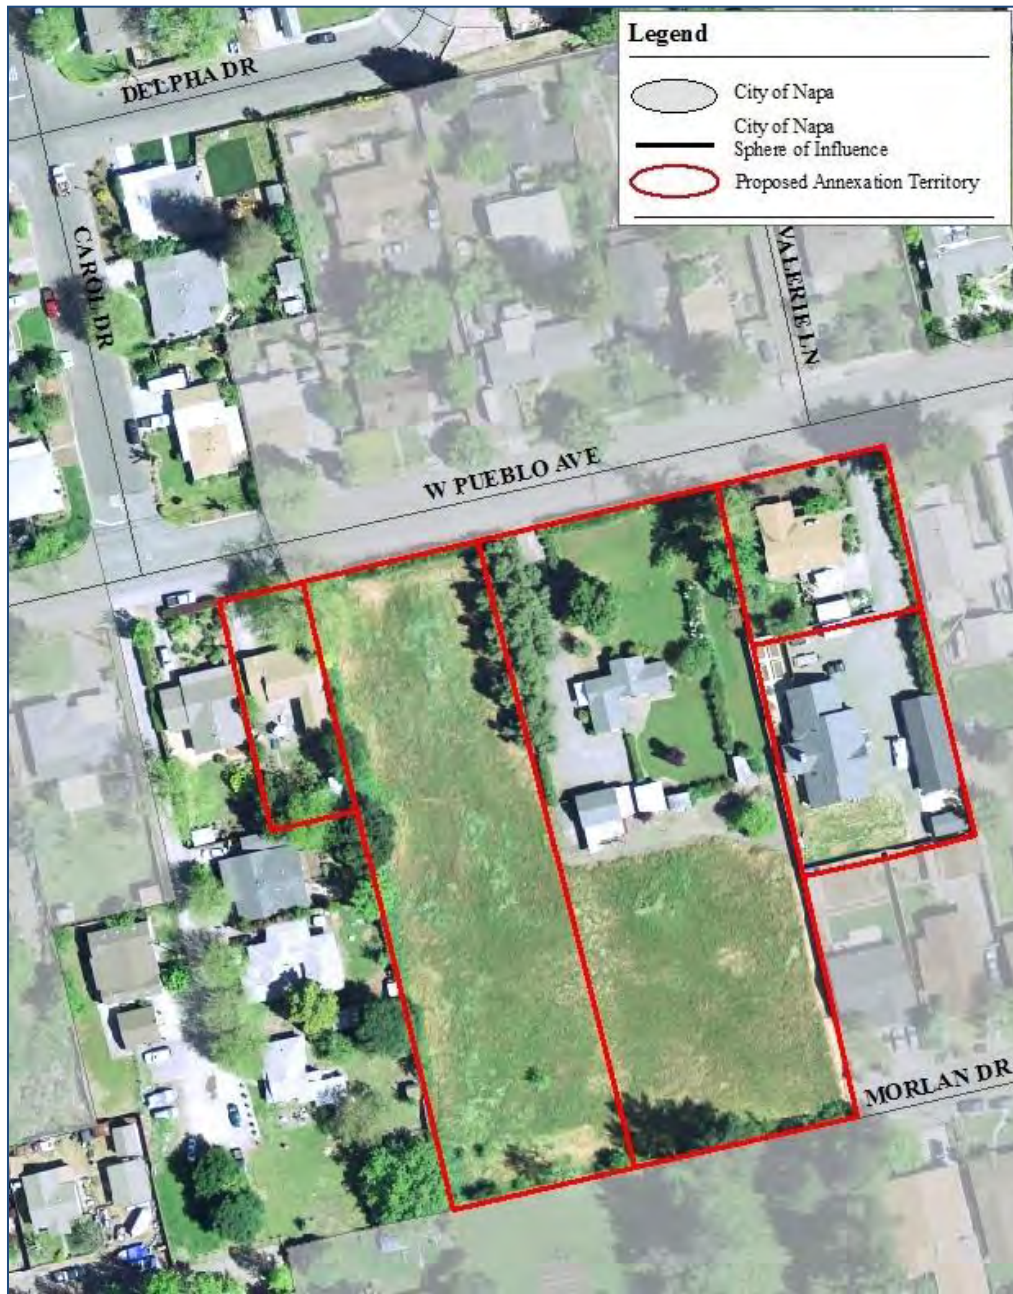 Legend
City of Napa
City of Napa
Sphere of Influence
Proposed Annexation Territory
DELPHA DR
CAROL DR
VALERIE LN
W PUEBLO AVE
MORLAN DR